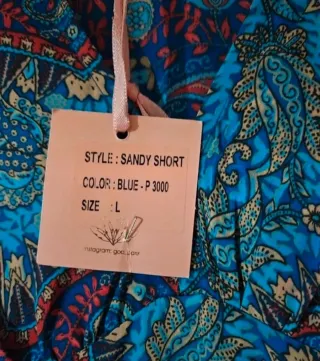 STYLE : SANDY SHORT
COLOR : BLUE - P 3000
SIZE : L